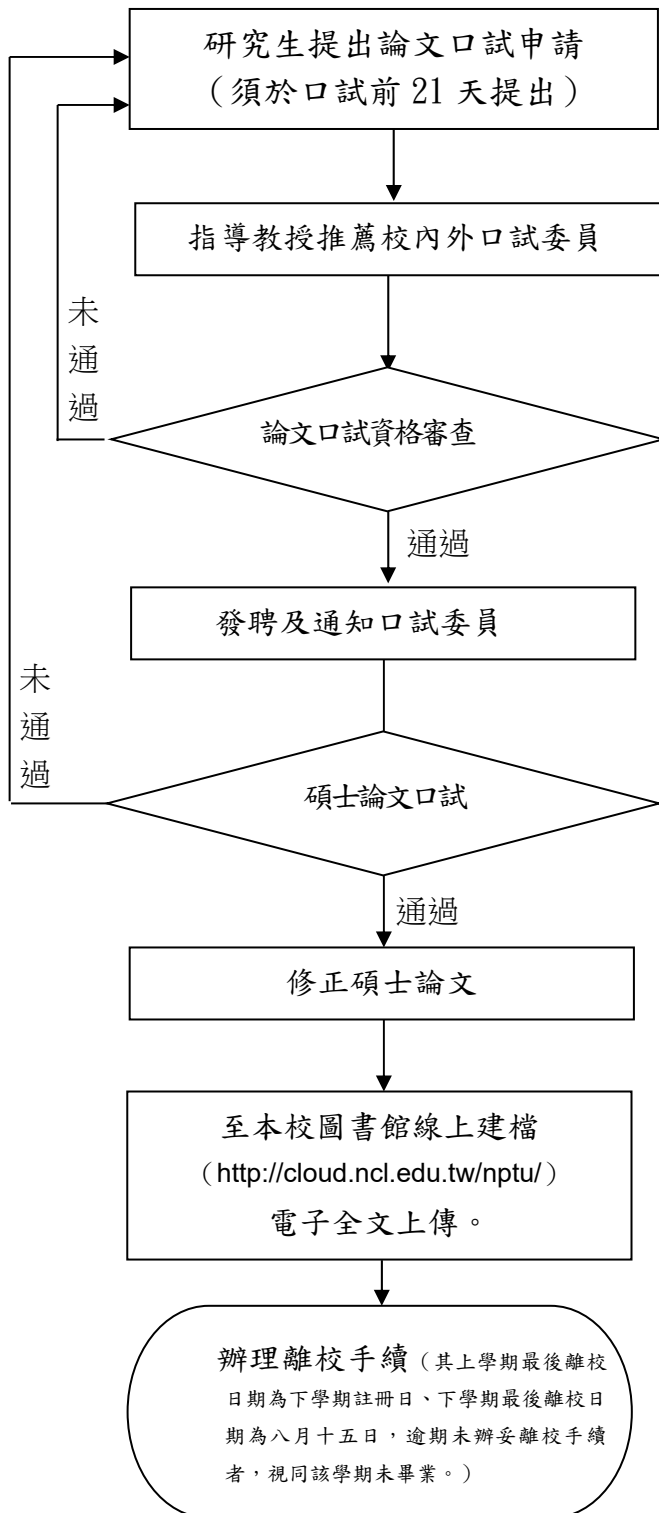 研究生提出論文口試申請
（須於口試前 21 天提出）
指導教授推薦校內外口試委員
未
通
過
論文口試資格審查
通過
發聘及通知口試委員
未
通
過
碩士論文口試
通過
修正碩士論文
至本校圖書館線上建檔
（http://cloud.ncl.edu.tw/nptu/）
電子全文上傳。
辦理離校手續（其上學期最後離校
日期為下學期註冊日、下學期最後離校日
期為八月十五日，逾期未辦妥離校手續
者，視同該學期未畢業。）